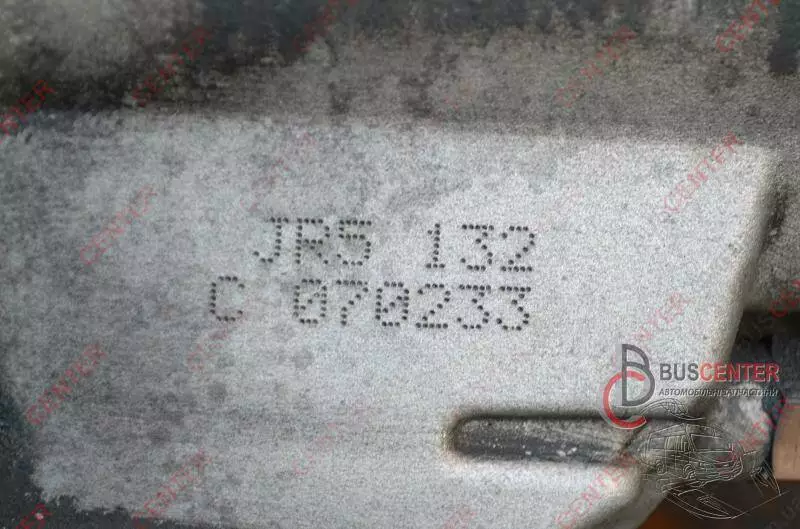 JR5 132
C 070233
BUSCENTER
АВТОМОБІЛЬНІ ЗАПЧАСТИНИ